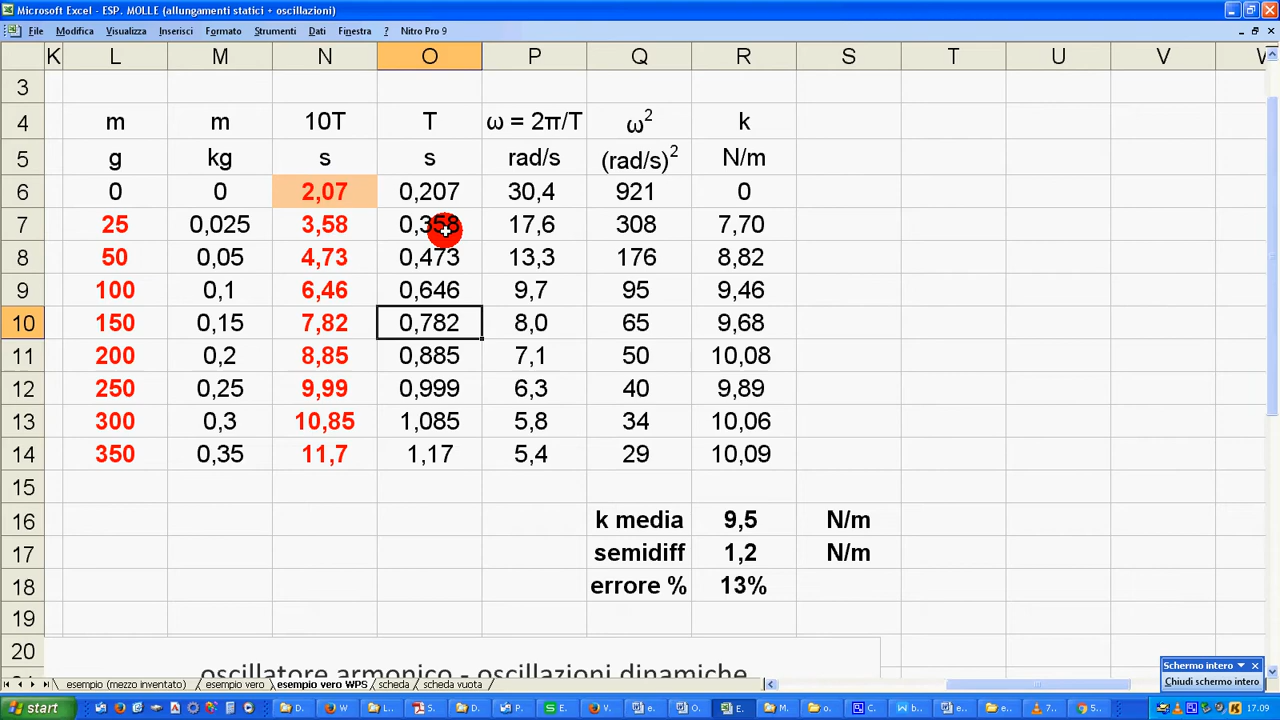 Microsoft Excel - ESP. MOLLE (allungamenti statici + oscillazioni)
File Modifica Visualizza Inserisci Formato Strumenti Dati Finestra ? Nitro Pro 9
K L M N O P Q R S T U V W
3
4 m m 10T T ω = 2π/T ω² k
5 g kg s s rad/s (rad/s)² N/m
6 0 0 2,07 0,207 30,4 921 0
7 25 0,025 3,58 0,358 17,6 308 7,70
8 50 0,05 4,73 0,473 13,3 176 8,82
9 100 0,1 6,46 0,646 9,7 95 9,46
10 150 0,15 7,82 0,782 8,0 65 9,68
11 200 0,2 8,85 0,885 7,1 50 10,08
12 250 0,25 9,99 0,999 6,3 40 9,89
13 300 0,3 10,85 1,085 5,8 34 10,06
14 350 0,35 11,7 1,17 5,4 29 10,09
15
16 k media 9,5 N/m
17 semidiff 1,2 N/m
18 errore % 13%
19
20 oscillatore armonico - oscillazioni dinamiche
Schermo intero
Chiudi schermo intero
esempio (mezzo inventato) esempio vero esempio vero WPS scheda scheda vuota
start D... P... L... 5... D... P... E... V... e... O... E... M... o... C... b... e... e... 7... 7... 17.09